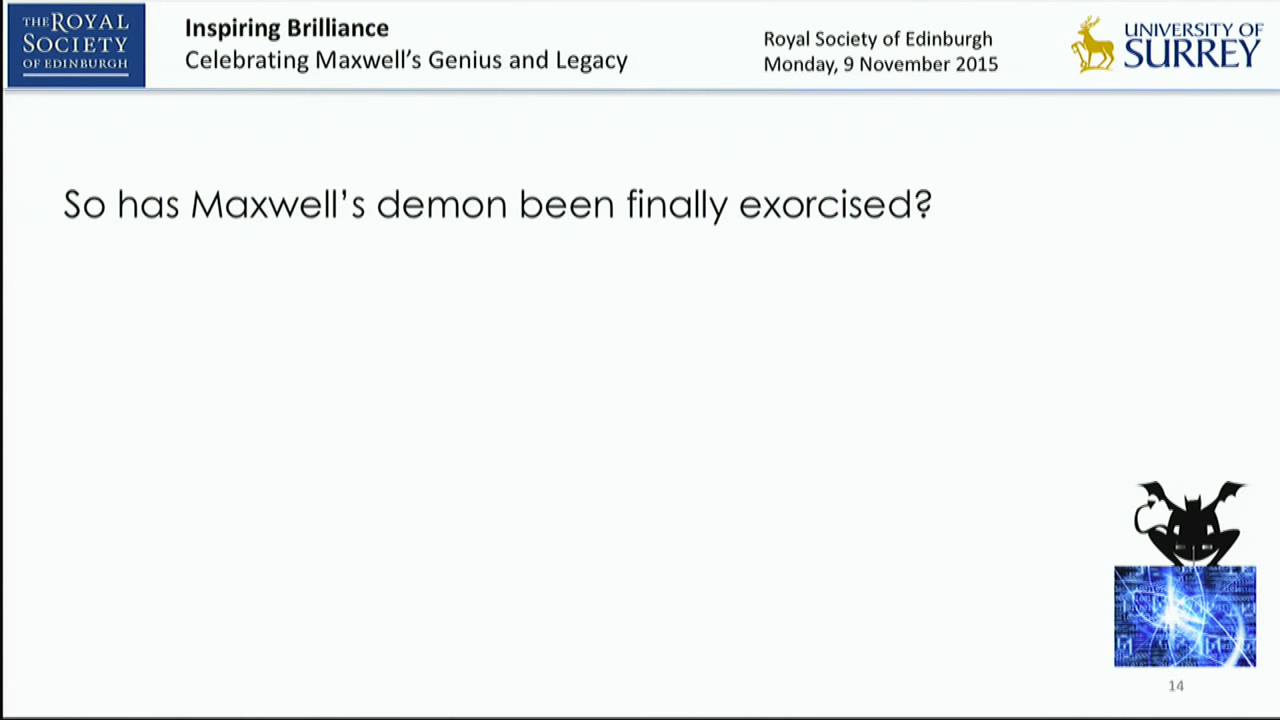 THE ROYAL
SOCIETY
OF EDINBURGH
Inspiring Brilliance
Celebrating Maxwell's Genius and Legacy
Royal Society of Edinburgh
Monday, 9 November 2015
UNIVERSITY OF
SURREY
So has Maxwell's demon been finally exorcised?
14